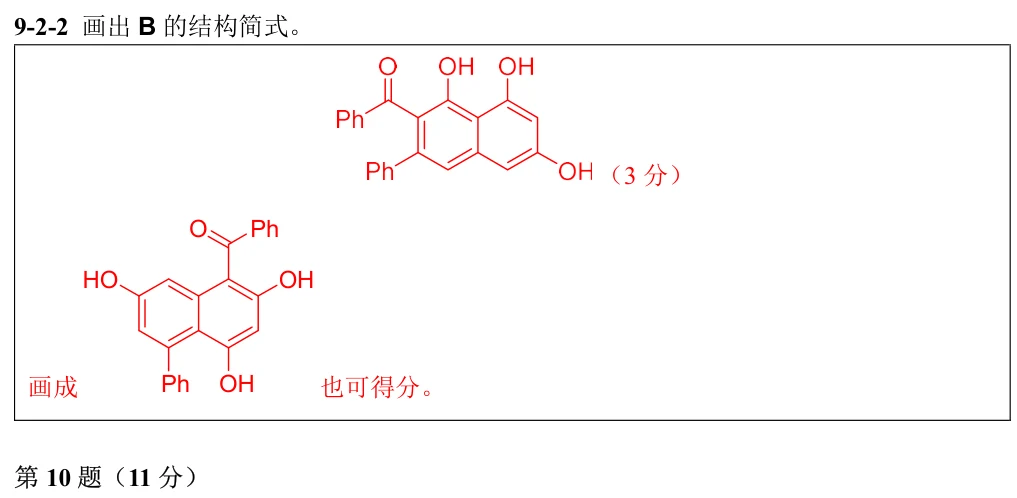 9-2-2 画出 B 的结构简式。
O OH OH
Ph
Ph
OH（3 分）
O Ph
HO OH
Ph OH
画成 也可得分。
第 10 题（11 分）